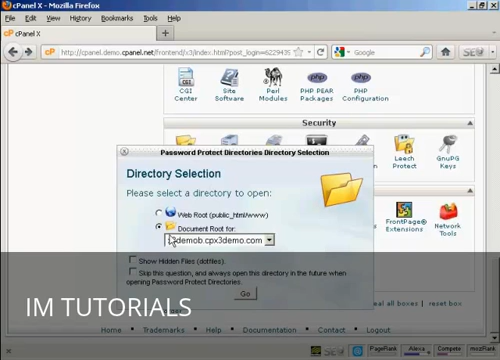 cPanel X - Mozilla Firefox
File Edit View History Bookmarks Tools Help
cPanel X
http://cpanel.demo.cpanel.net/frontend/x3/index.html?post_login=6229435
Google
CGI Center
Site Software
Perl Modules
PHP PEAR Packages
PHP Configuration
Security
Leech Protect
GnuPG Keys
Password Protect Directories Directory Selection
Directory Selection
Please select a directory to open:
Web Root (public_html/www)
Document Root for:
demob.cpx3demo.com
Show Hidden Files (dotfiles).
Skip this question, and always open this directory in the future when
opening Password Protect Directories.
Go
FrontPage® Extensions
all boxes | reset box
IM TUTORIALS
Home Trademarks Help Documentation Contact Logout
PageRank Alexa Compete mozRank